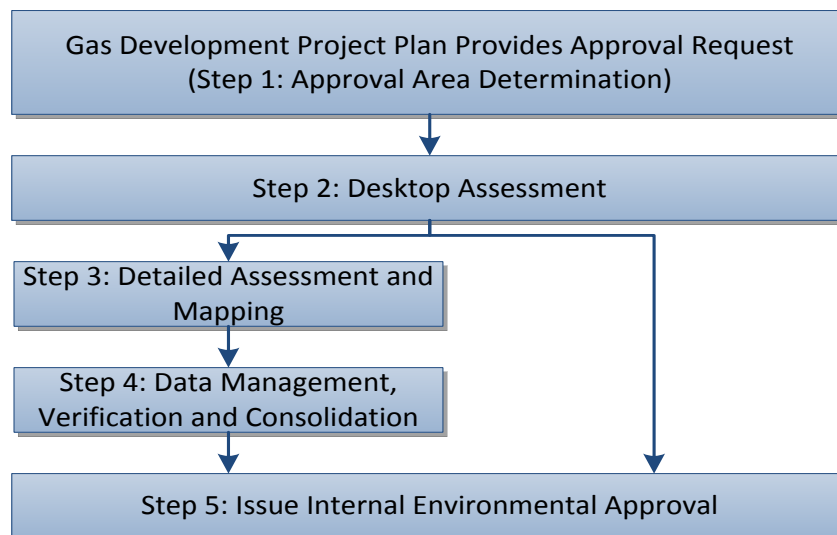 Gas Development Project Plan Provides Approval Request
(Step 1: Approval Area Determination)
Step 2: Desktop Assessment
Step 3: Detailed Assessment and
Mapping
Step 4: Data Management,
Verification and Consolidation
Step 5: Issue Internal Environmental Approval